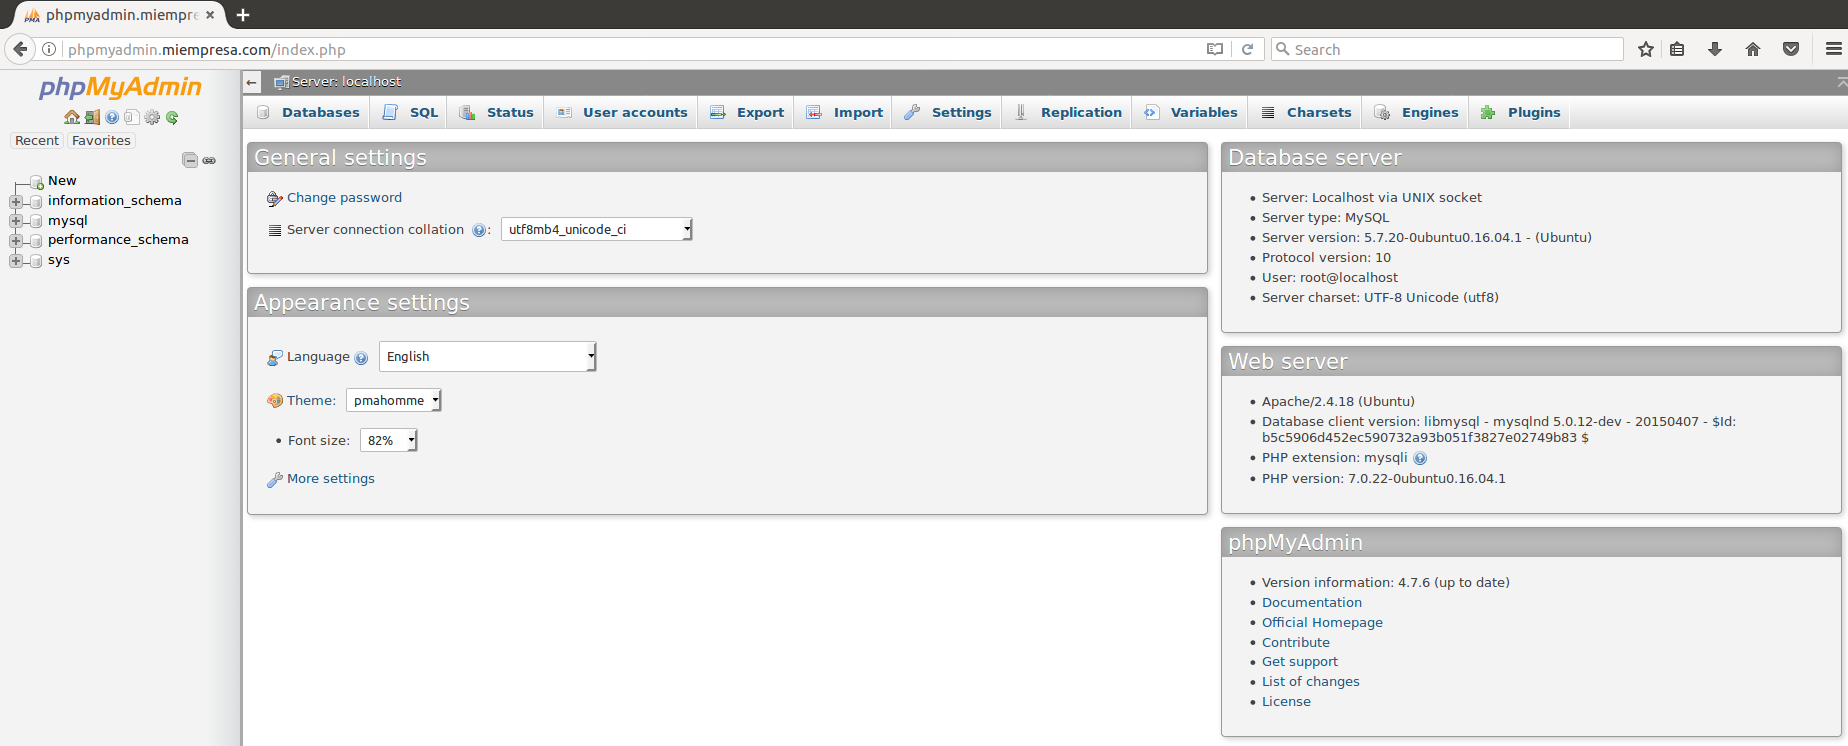 phpmyadmin.miempre
phpmyadmin.miempresa.com/index.php
Search
phpMyAdmin
Recent Favorites
New
information_schema
mysql
performance_schema
sys
Server: localhost
Databases SQL Status User accounts Export Import Settings Replication Variables Charsets Engines Plugins
General settings
Change password
Server connection collation : utf8mb4_unicode_ci
Appearance settings
Language English
Theme: pmahomme
• Font size: 82%
More settings
Database server
• Server: Localhost via UNIX socket
• Server type: MySQL
• Server version: 5.7.20-0ubuntu0.16.04.1 - (Ubuntu)
• Protocol version: 10
• User: root@localhost
• Server charset: UTF-8 Unicode (utf8)
Web server
• Apache/2.4.18 (Ubuntu)
• Database client version: libmysql - mysqlnd 5.0.12-dev - 20150407 - $Id:
b5c5906d452ec590732a93b051f3827e02749b83 $
• PHP extension: mysqli
• PHP version: 7.0.22-0ubuntu0.16.04.1
phpMyAdmin
• Version information: 4.7.6 (up to date)
• Documentation
• Official Homepage
• Contribute
• Get support
• List of changes
• License